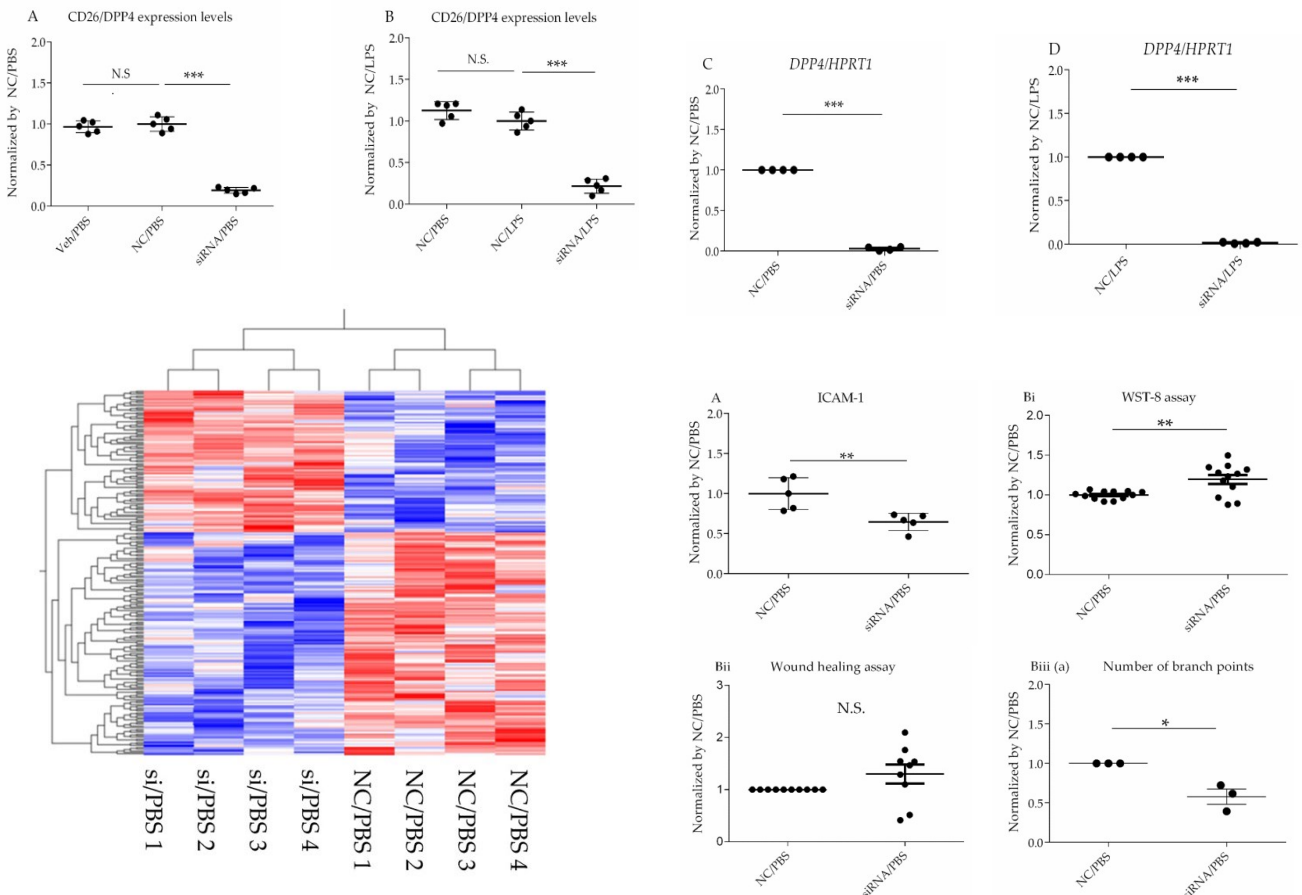 A CD26/DPP4 expression levels
Normalized by NC/PBS
2.0
1.5
1.0
0.5
0.0
N.S
***
Veh/PBS
NC/PBS
siRNA/PBS
B CD26/DPP4 expression levels
Normalized by NC/LPS
2.0
1.5
1.0
0.5
0.0
N.S.
***
NC/PBS
NC/LPS
siRNA/LPS
C DPP4/HPRT1
Normalized by NC/PBS
2.0
1.5
1.0
0.5
0.0
***
NC/PBS
siRNA/PBS
D DPP4/HPRT1
Normalized by NC/LPS
2.0
1.5
1.0
0.5
0.0
***
NC/LPS
siRNA/LPS
si/PBS 1
si/PBS 2
si/PBS 3
si/PBS 4
NC/PBS 1
NC/PBS 2
NC/PBS 3
NC/PBS 4
A ICAM-1
Normalized by NC/PBS
2.0
1.5
1.0
0.5
0.0
**
NC/PBS
siRNA/PBS
Bi WST-8 assay
Normalized by NC/PBS
2.0
1.5
1.0
0.5
0.0
**
NC/PBS
siRNA/PBS
Bii Wound healing assay
Normalized by NC/PBS
3
2
1
0
N.S.
NC/PBS
siRNA/PBS
Biii (a) Number of branch points
Normalized by NC/PBS
2.0
1.5
1.0
0.5
0.0
*
NC/PBS
siRNA/PBS